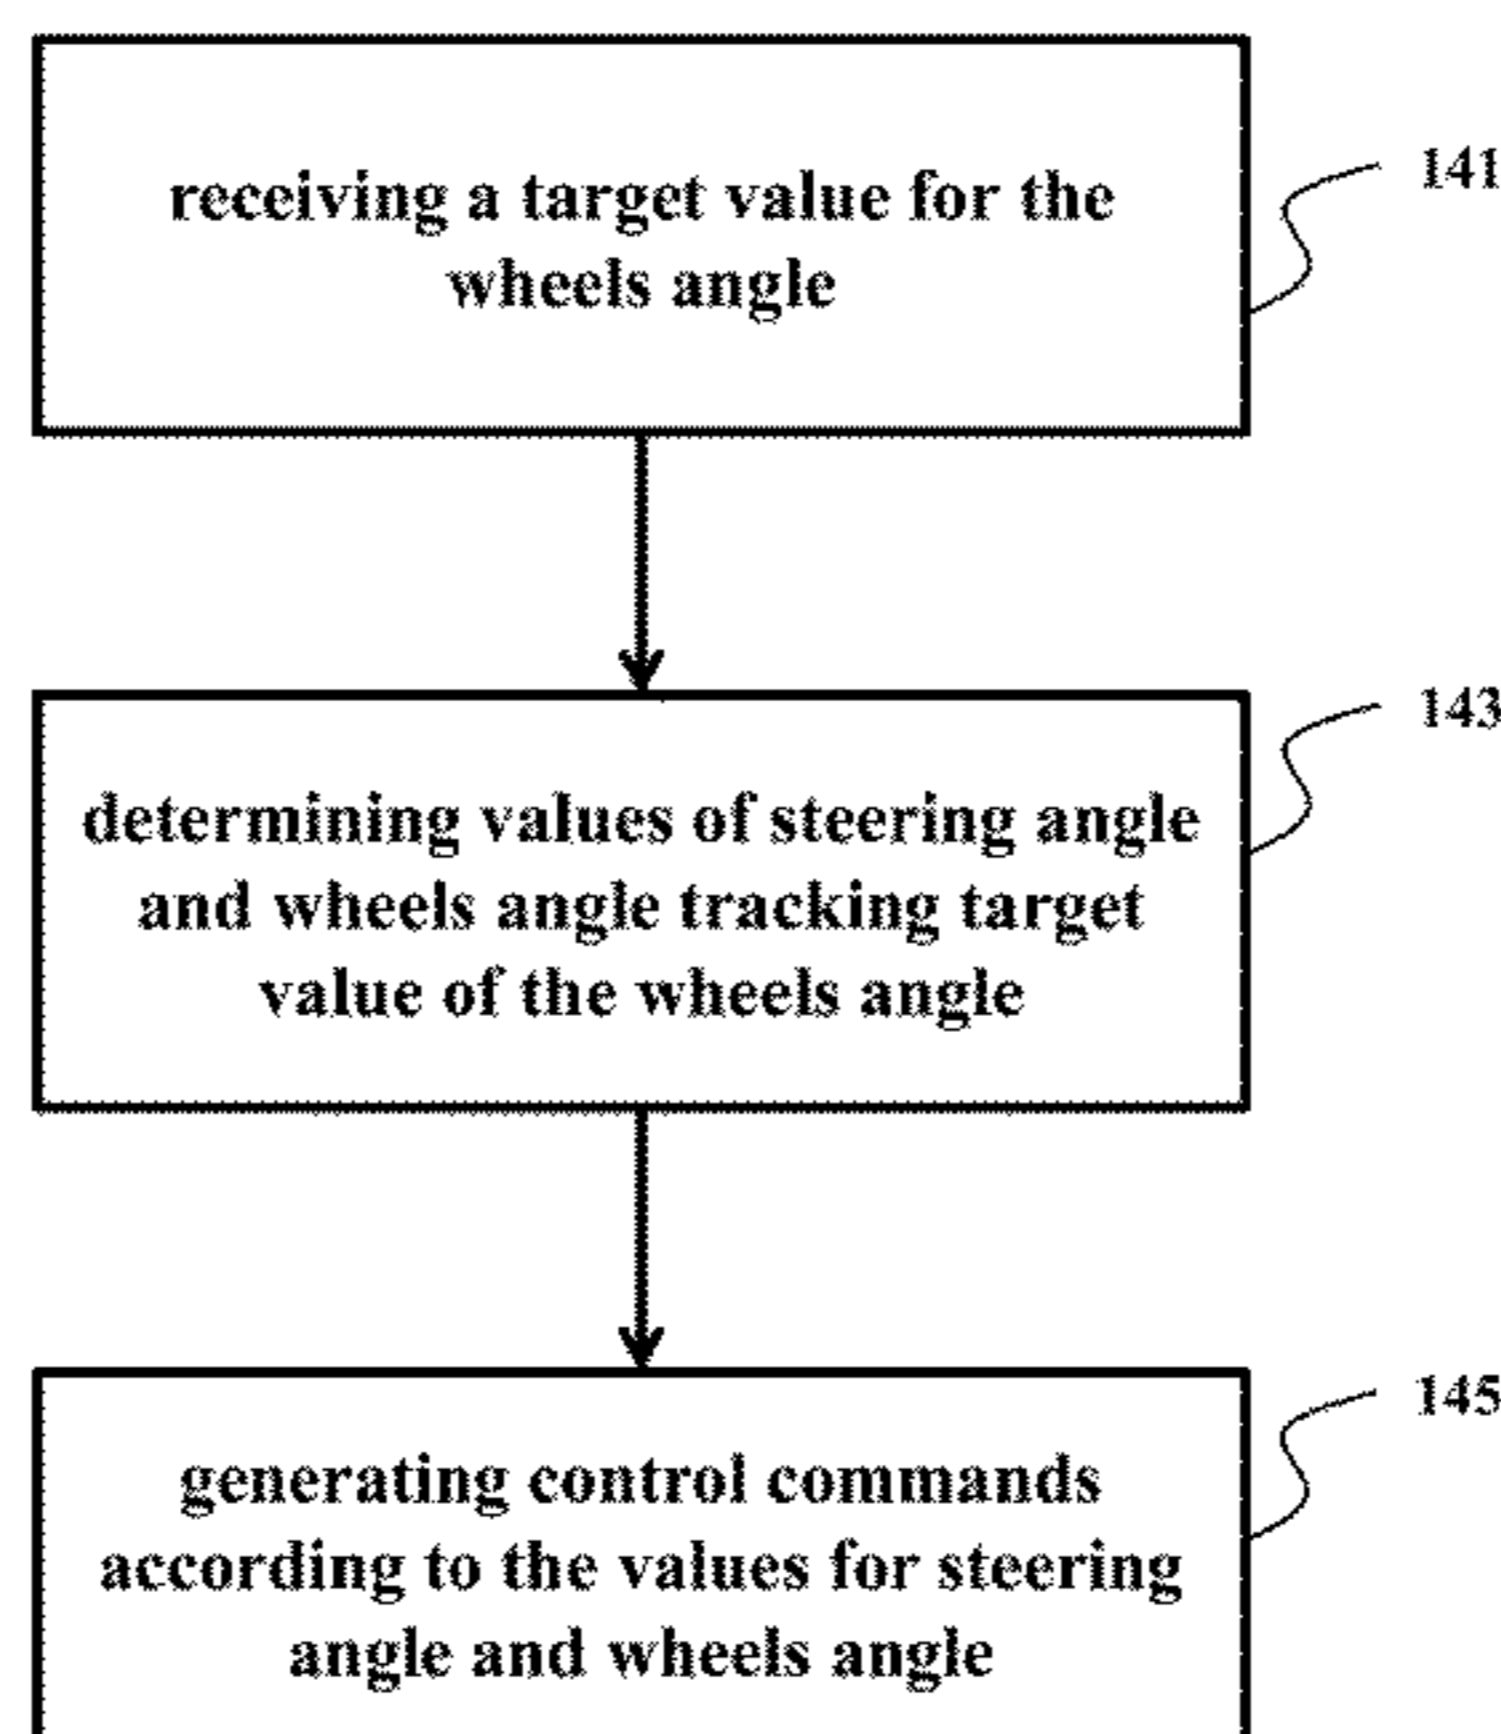 receiving a target value for the
wheels angle
141
determining values of steering angle
and wheels angle tracking target
value of the wheels angle
143
generating control commands
according to the values for steering
angle and wheels angle
145